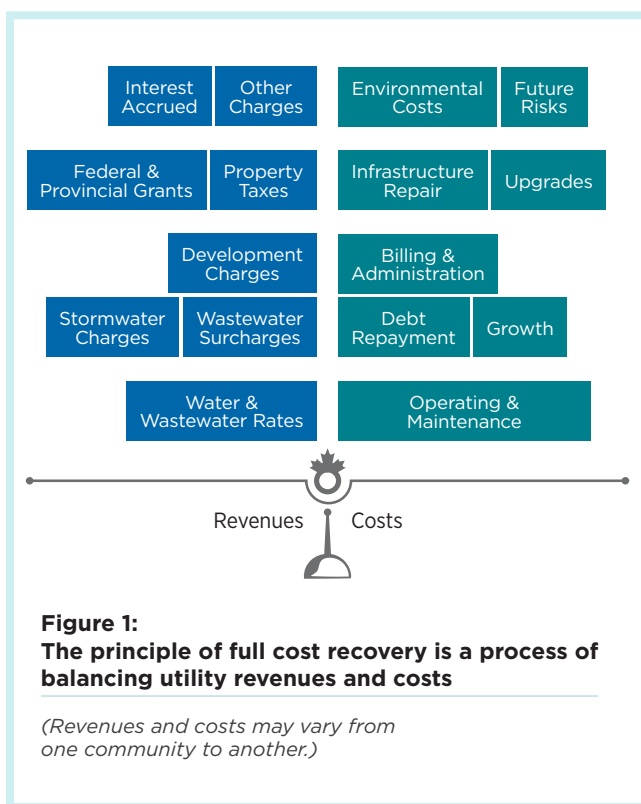 Interest
Accrued
Other
Charges
Environmental
Costs
Future
Risks
Federal &
Provincial Grants
Property
Taxes
Infrastructure
Repair
Upgrades
Development
Charges
Billing &
Administration
Stormwater
Charges
Wastewater
Surcharges
Debt
Repayment
Growth
Water &
Wastewater Rates
Operating &
Maintenance
Revenues
Costs
Figure 1:
The principle of full cost recovery is a process of
balancing utility revenues and costs
(Revenues and costs may vary from
one community to another.)